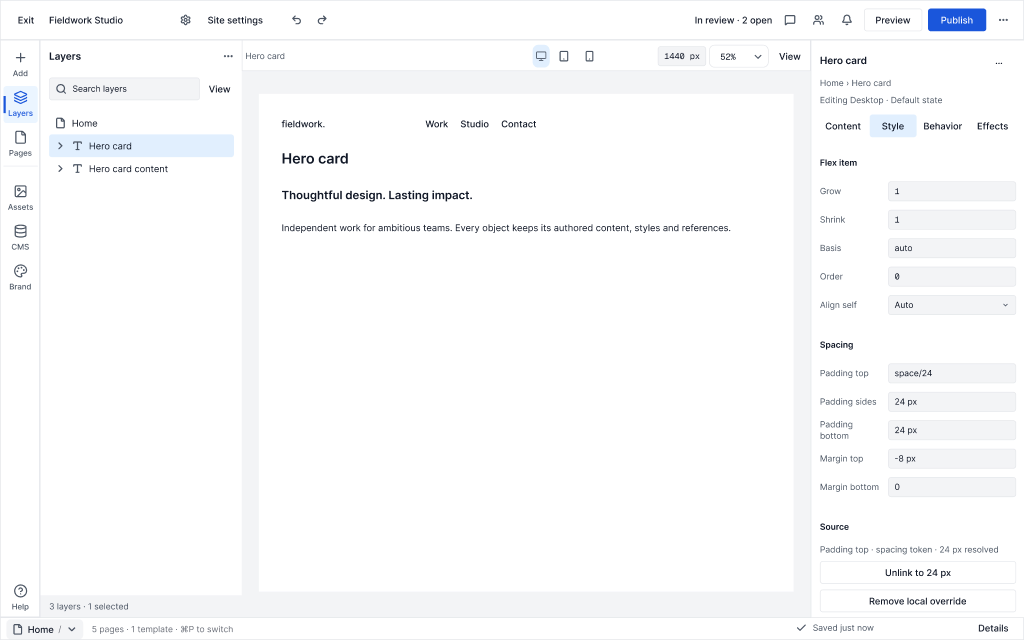 Exit Fieldwork Studio Site settings In review · 2 open Preview Publish
Add
Layers
Pages
Assets
CMS
Brand
Help
Layers
Search layers View
Home
Hero card
Hero card content
3 layers · 1 selected
Hero card 1440 px 52% View
fieldwork. Work Studio Contact
Hero card
Thoughtful design. Lasting impact.
Independent work for ambitious teams. Every object keeps its authored content, styles and references.
Hero card
Home › Hero card
Editing Desktop · Default state
Content Style Behavior Effects
Flex item
Grow 1
Shrink 1
Basis auto
Order 0
Align self Auto
Spacing
Padding top space/24
Padding sides 24 px
Padding
bottom 24 px
Margin top -8 px
Margin bottom 0
Source
Padding top · spacing token · 24 px resolved
Unlink to 24 px
Remove local override
Home / 5 pages · 1 template · ⌘P to switch Saved just now Details